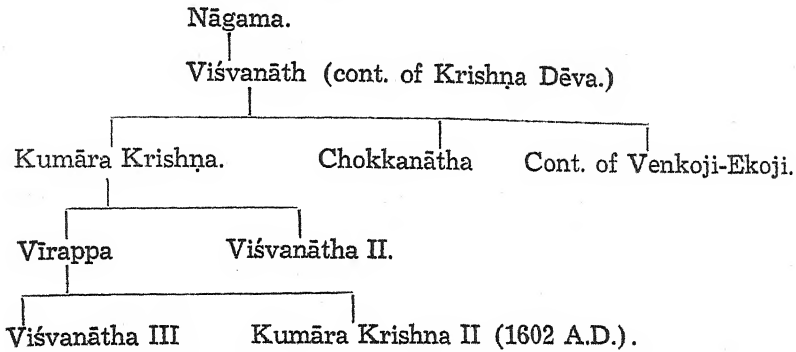 Nāgama.
Viśvanāth (cont. of Krishṇa Dēva.)
Kumāra Krishṇa. Chokkanātha Cont. of Venkoji-Ekoji.
Vīrappa Viśvanātha II.
Viśvanātha III Kumāra Krishṇa II (1602 A.D.).